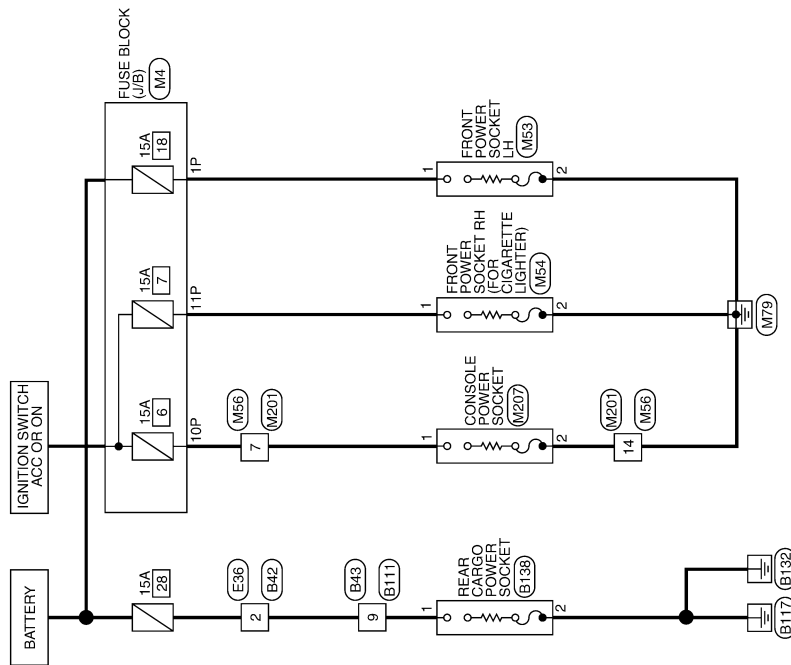 BATTERY
IGNITION SWITCH
ACC OR ON
FUSE BLOCK
(J/B)
M4
15A
28
15A
6
15A
7
15A
18
10P
11P
1P
E36
2
B42
M56
7
M201
B43
9
B111
1
REAR
CARGO
POWER
SOCKET
B138
2
1
CONSOLE
POWER
SOCKET
M207
2
1
FRONT
POWER
SOCKET RH
(FOR
CIGARETTE
LIGHTER)
M54
2
1
FRONT
POWER
SOCKET
LH
M53
2
M201
14
M56
B117
B132
M79